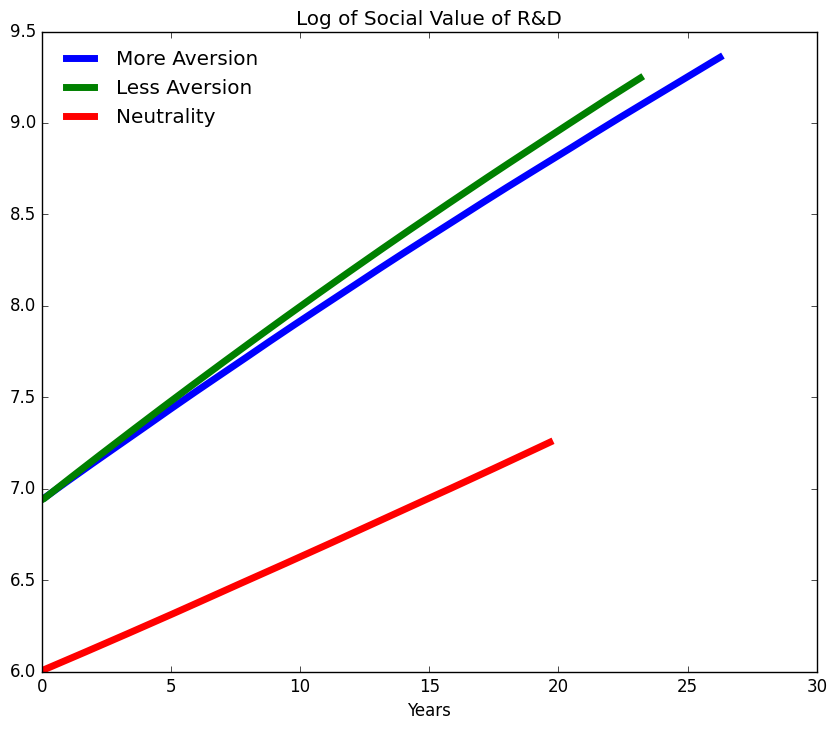 Log of Social Value of R&D
9.5
9.0
8.5
8.0
7.5
7.0
6.5
6.0
More Aversion
Less Aversion
Neutrality
0 5 10 15 20 25 30
Years